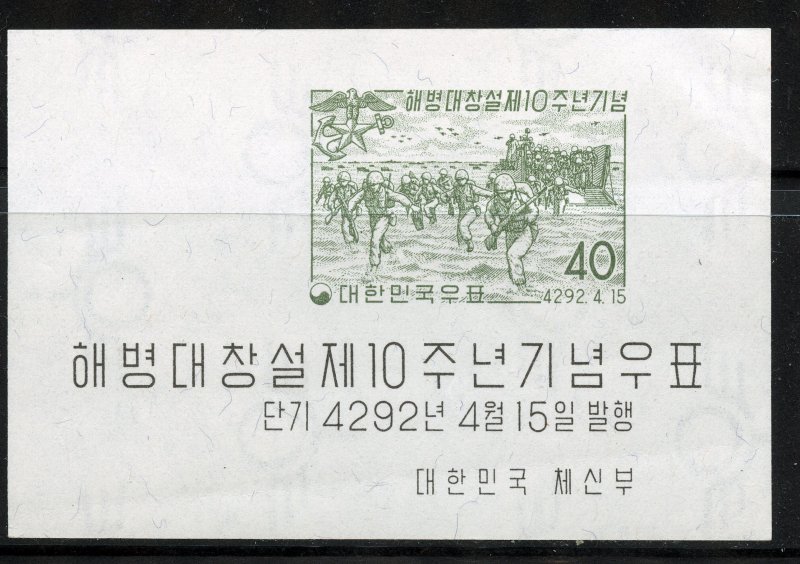 해병대창설제10주년기념
40
대한민국우표
4292.4.15
해병대창설제10주년기념우표
단기 4292년 4월 15일 발행
대한민국 체신부